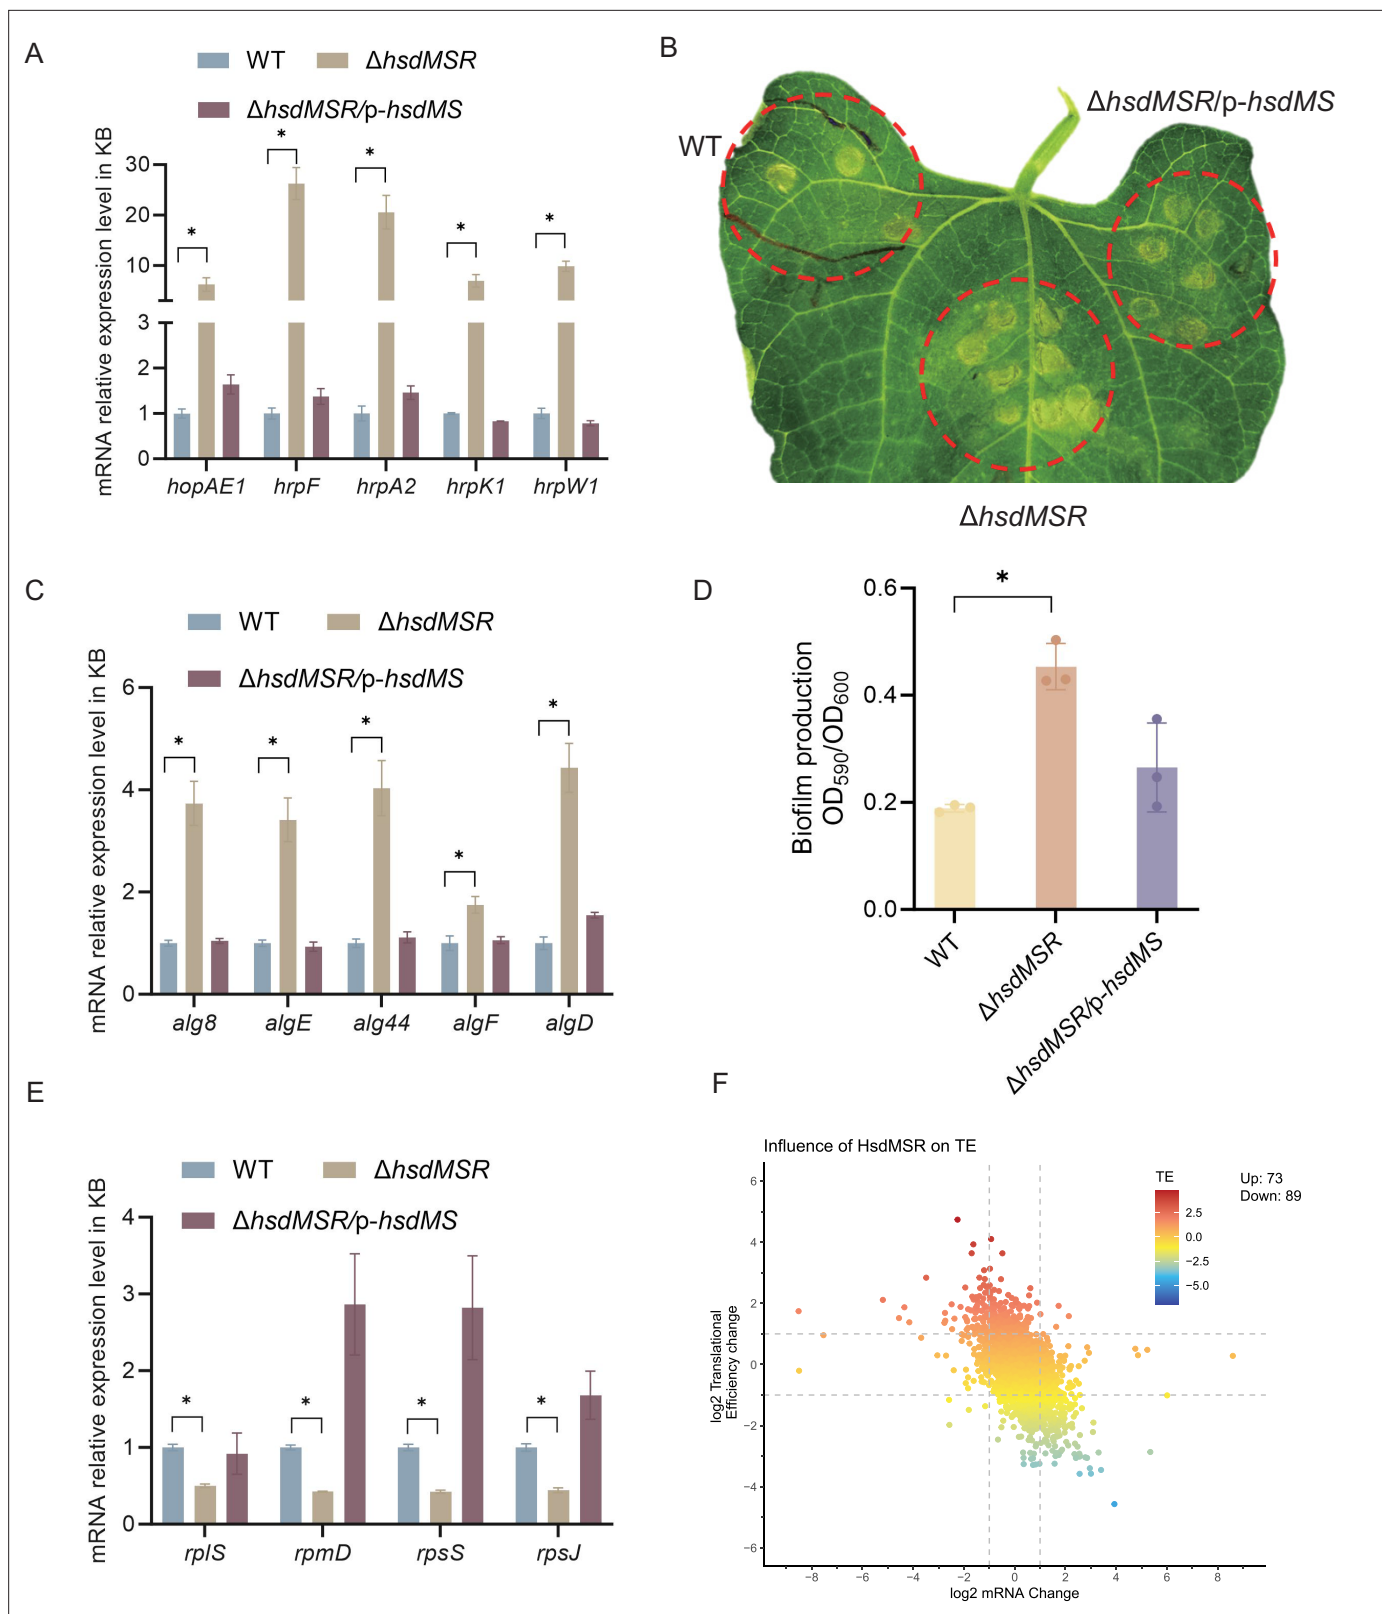 A
WT
ΔhsdMSR
ΔhsdMSR/p-hsdMS
mRNA relative expression level in KB
30
20
10
3
2
1
0
* * * * *
hopAE1 hrpF hrpA2 hrpK1 hrpW1
B
WT
ΔhsdMSR/p-hsdMS
ΔhsdMSR
C
WT
ΔhsdMSR
ΔhsdMSR/p-hsdMS
mRNA relative expression level in KB
6
4
2
0
* * * * *
alg8 algE alg44 algF algD
D
Biofilm production
OD590/OD600
0.6
0.4
0.2
0.0
*
WT
ΔhsdMSR
ΔhsdMSR/p-hsdMS
E
WT
ΔhsdMSR
ΔhsdMSR/p-hsdMS
mRNA relative expression level in KB
4
3
2
1
0
* * * *
rplS rpmD rpsS rpsJ
F
Influence of HsdMSR on TE
TE
2.5
0.0
−2.5
−5.0
Up: 73
Down: 89
log2 Translational
Efficiency change
6
4
2
0
−2
−4
−6
−8 −6 −4 −2 0 2 4 6 8
log2 mRNA Change